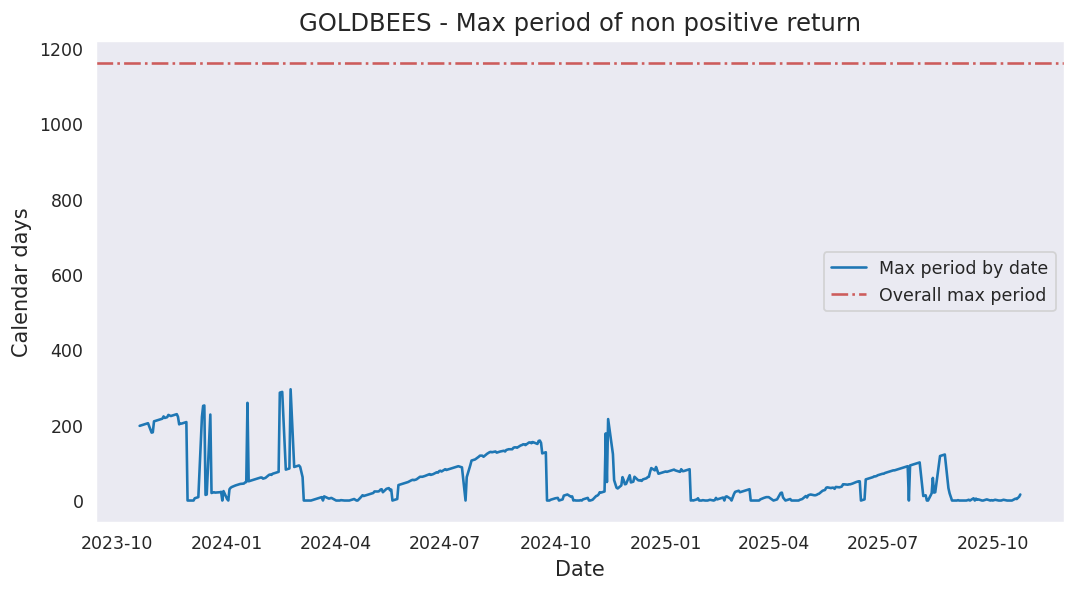 GOLDBEES - Max period of non positive return
1200
1000
800
600
400
200
0
Calendar days
Max period by date
Overall max period
2023-10 2024-01 2024-04 2024-07 2024-10 2025-01 2025-04 2025-07 2025-10
Date